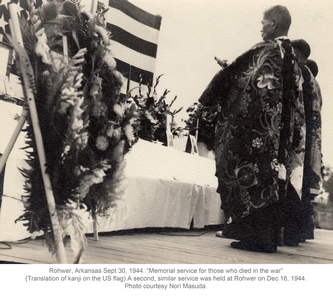 Rohwer, Arkansas Sept 30, 1944. "Memorial service for those who died in the war"
(Translation of kanji on the US flag) A second, similar service was held at Rohwer on Dec 16, 1944.
Photo courtesy Nori Masuda.